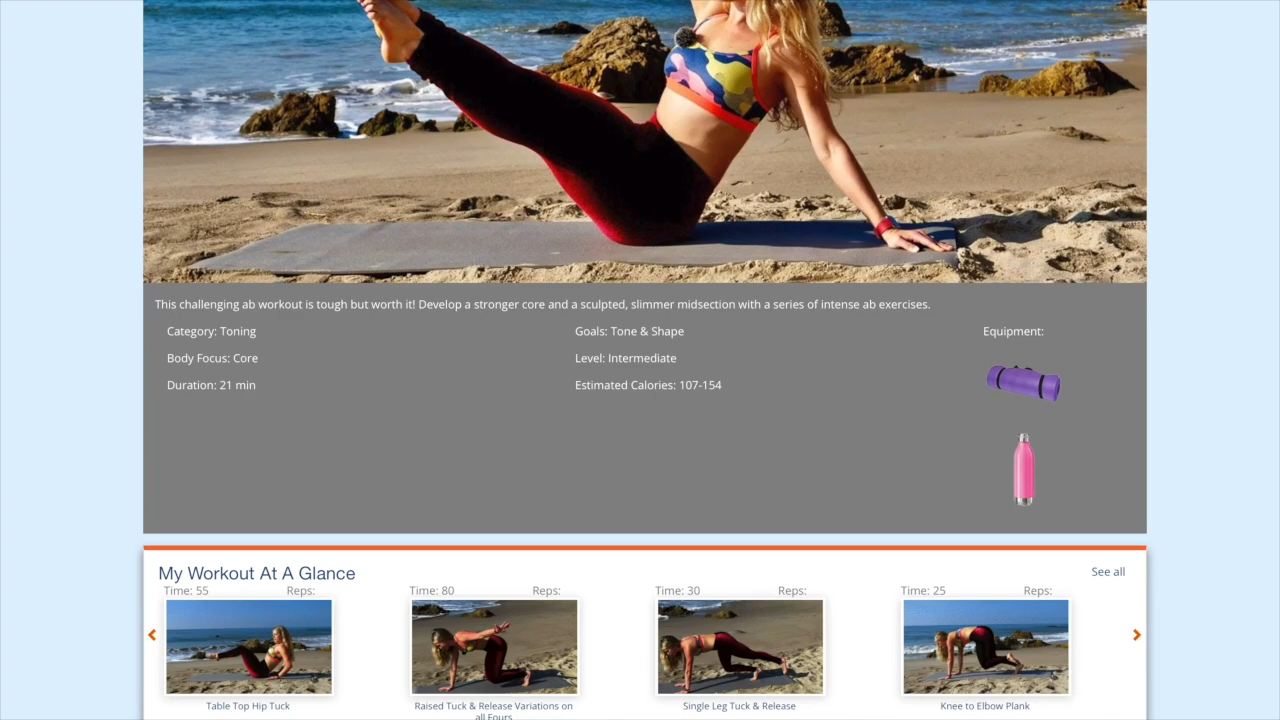 This challenging ab workout is tough but worth it! Develop a stronger core and a sculpted, slimmer midsection with a series of intense ab exercises.
Category: Toning
Goals: Tone & Shape
Equipment:
Body Focus: Core
Level: Intermediate
Duration: 21 min
Estimated Calories: 107-154
My Workout At A Glance
See all
Time: 55 Reps:
Time: 80 Reps:
Time: 30 Reps:
Time: 25 Reps:
Table Top Hip Tuck
Raised Tuck & Release Variations on
all Fours
Single Leg Tuck & Release
Knee to Elbow Plank